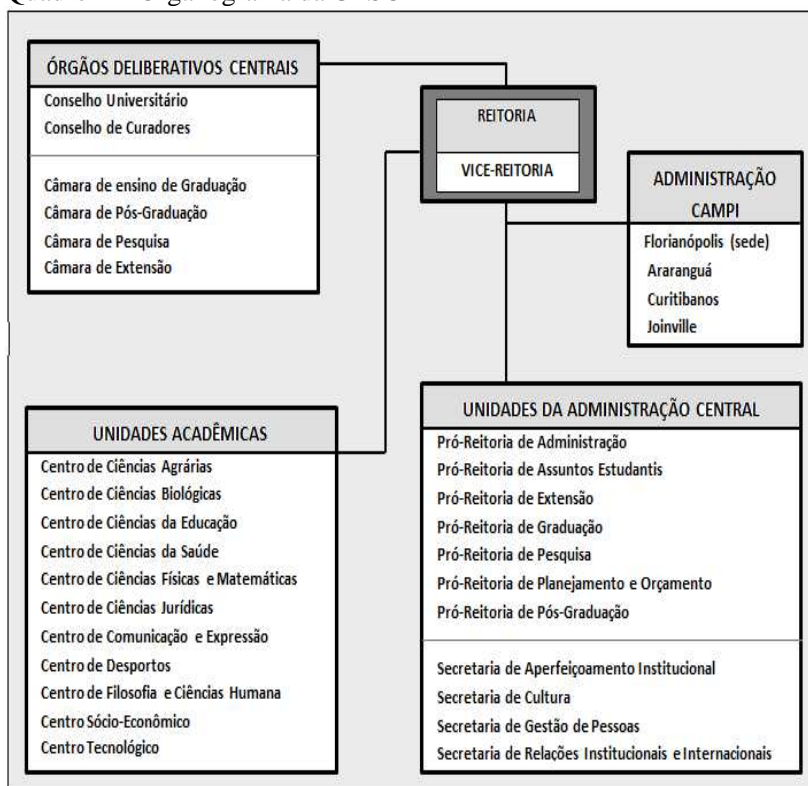 ÓRGÃOS DELIBERATIVOS CENTRAIS
Conselho Universitário
Conselho de Curadores
Câmara de ensino de Graduação
Câmara de Pós-Graduação
Câmara de Pesquisa
Câmara de Extensão
REITORIA
VICE-REITORIA
ADMINISTRAÇÃO
CAMPI
Florianópolis (sede)
Araranguá
Curitibanos
Joinville
UNIDADES ACADÊMICAS
Centro de Ciências Agrárias
Centro de Ciências Biológicas
Centro de Ciências da Educação
Centro de Ciências da Saúde
Centro de Ciências Físicas e Matemáticas
Centro de Ciências Jurídicas
Centro de Comunicação e Expressão
Centro de Desportos
Centro de Filosofia e Ciências Humana
Centro Sócio-Econômico
Centro Tecnológico
UNIDADES DA ADMINISTRAÇÃO CENTRAL
Pró-Reitoria de Administração
Pró-Reitoria de Assuntos Estudantis
Pró-Reitoria de Extensão
Pró-Reitoria de Graduação
Pró-Reitoria de Pesquisa
Pró-Reitoria de Planejamento e Orçamento
Pró-Reitoria de Pós-Graduação
Secretaria de Aperfeiçoamento Institucional
Secretaria de Cultura
Secretaria de Gestão de Pessoas
Secretaria de Relações Institucionais e Internacionais